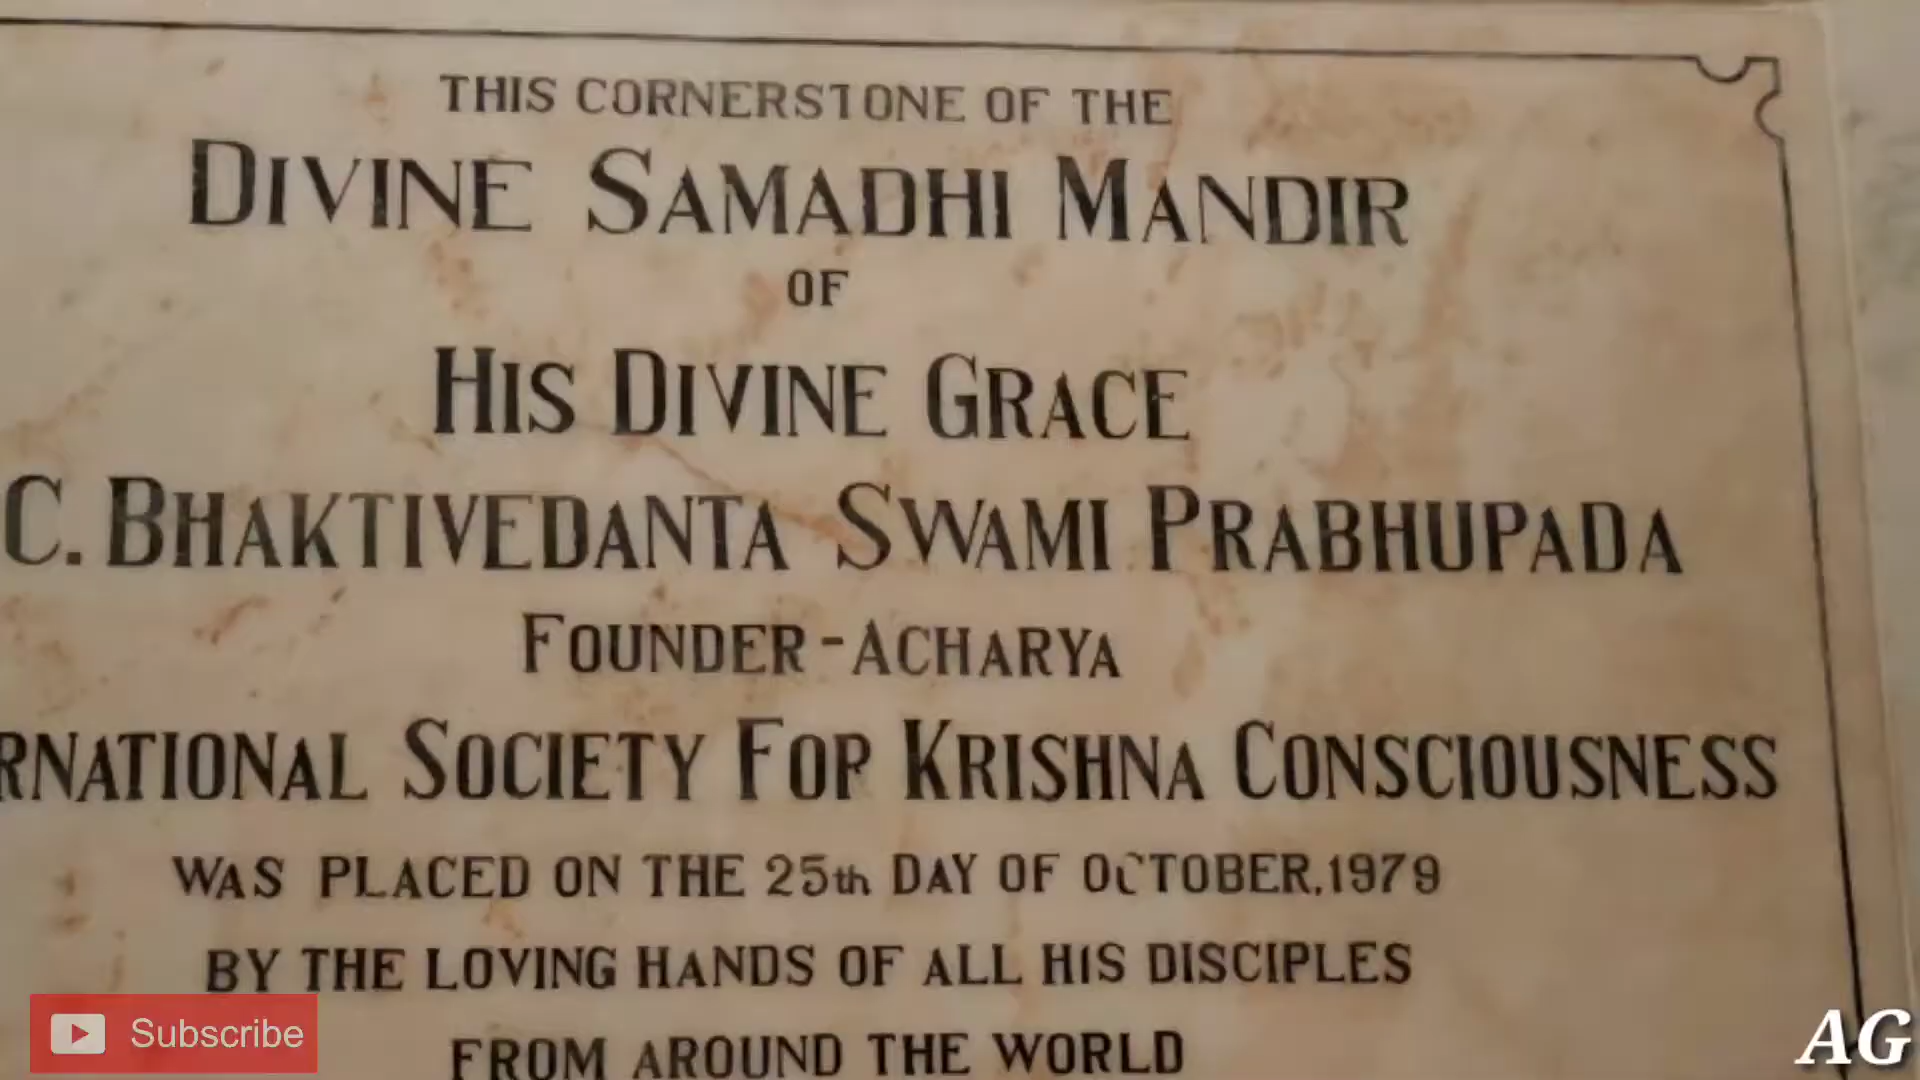 THIS CORNERSTONE OF THE
DIVINE SAMADHI MANDIR
OF
HIS DIVINE GRACE
C. BHAKTIVEDANTA SWAMI PRABHUPADA
FOUNDER-ACHARYA
RNATIONAL SOCIETY FOR KRISHNA CONSCIOUSNESS
WAS PLACED ON THE 25th DAY OF OCTOBER, 1979
BY THE LOVING HANDS OF ALL HIS DISCIPLES
FROM AROUND THE WORLD
Subscribe
AG